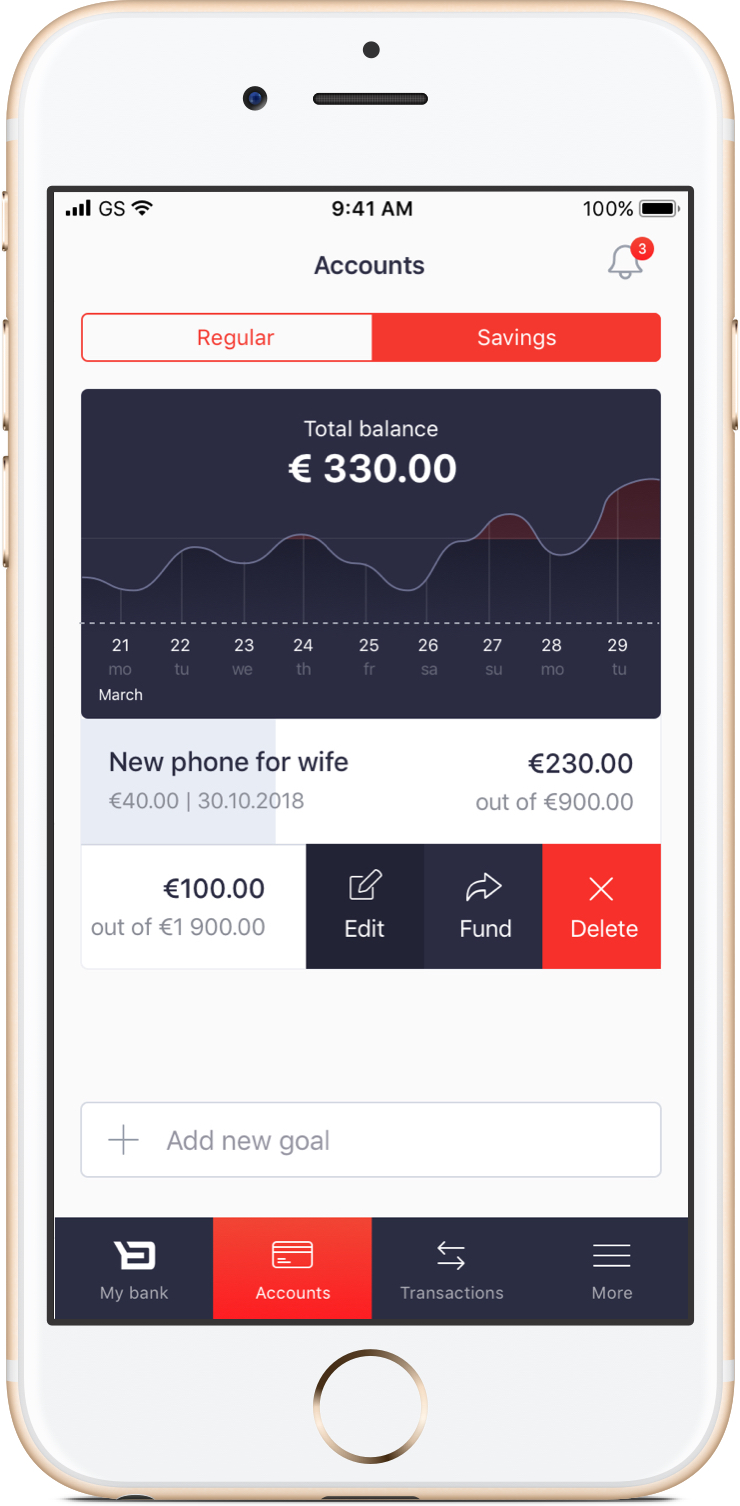 GS 9:41 AM 100%
Accounts
3
Regular Savings
Total balance
€ 330.00
21 22 23 24 25 26 27 28 29
mo tu we th fr sa su mo tu
March
New phone for wife €230.00
€40.00 | 30.10.2018 out of €900.00
€100.00
out of €1 900.00
Edit Fund Delete
Add new goal
My bank Accounts Transactions More